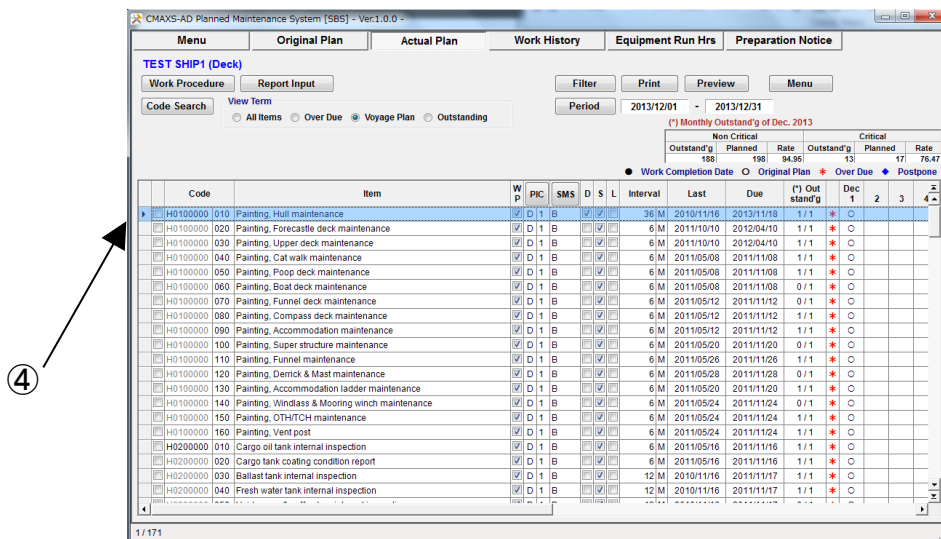 CMAXS-AD Planned Maintenance System [SBS] - Ver.1.0.0 -
Menu Original Plan Actual Plan Work History Equipment Run Hrs Preparation Notice
TEST SHIP1 (Deck)
Work Procedure Report Input Filter Print Preview Menu
Code Search View Term All Items Over Due Voyage Plan Outstanding Period 2013/12/01 - 2013/12/31
(*) Monthly Outstand'g of Dec. 2013
Non Critical Critical
Outstand'g Planned Rate Outstand'g Planned Rate
188 198 94.95 13 17 76.47
● Work Completion Date O Original Plan * Over Due ◆ Postpone
Code Item WP PIC SMS D S L Interval Last Due (*) Outstand'g Dec 1 2 3 4
H0100000 010 Painting, Hull maintenance D 1 B 36 M 2010/11/16 2013/11/18 1 / 1 * O
H0100000 020 Painting, Forecastle deck maintenance D 1 B 6 M 2011/10/10 2012/04/10 1 / 1 * O
H0100000 030 Painting, Upper deck maintenance D 1 B 6 M 2011/10/10 2012/04/10 1 / 1 * O
H0100000 040 Painting, Cat walk maintenance D 1 B 6 M 2011/05/08 2011/11/08 1 / 1 * O
H0100000 050 Painting, Poop deck maintenance D 1 B 6 M 2011/05/08 2011/11/08 1 / 1 * O
H0100000 060 Painting, Boat deck maintenance D 1 B 6 M 2011/05/08 2011/11/08 0 / 1 * O
H0100000 070 Painting, Funnel deck maintenance D 1 B 6 M 2011/05/12 2011/11/12 0 / 1 * O
H0100000 080 Painting, Compass deck maintenance D 1 B 6 M 2011/05/12 2011/11/12 1 / 1 * O
H0100000 090 Painting, Accommodation maintenance D 1 B 6 M 2011/05/12 2011/11/12 1 / 1 * O
H0100000 100 Painting, Super structure maintenance D 1 B 6 M 2011/05/20 2011/11/20 0 / 1 * O
H0100000 110 Painting, Funnel maintenance D 1 B 6 M 2011/05/26 2011/11/26 1 / 1 * O
H0100000 120 Painting, Derrick & Mast maintenance D 1 B 6 M 2011/05/28 2011/11/28 0 / 1 * O
H0100000 130 Painting, Accommodation ladder maintenance D 1 B 6 M 2011/05/20 2011/11/20 1 / 1 * O
H0100000 140 Painting, Windlass & Mooring winch maintenance D 1 B 6 M 2011/05/24 2011/11/24 0 / 1 * O
H0100000 150 Painting, OTH/TCH maintenance D 1 B 6 M 2011/05/24 2011/11/24 1 / 1 * O
H0100000 160 Painting, Vent post D 1 B 6 M 2011/05/24 2011/11/24 1 / 1 * O
H0200000 010 Cargo oil tank internal inspection D 1 B 6 M 2011/05/16 2011/11/16 1 / 1 * O
H0200000 020 Cargo tank coating condition report D 1 B 6 M 2011/05/16 2011/11/16 1 / 1 * O
H0200000 030 Ballast tank internal inspection D 1 B 12 M 2010/11/16 2011/11/17 1 / 1 * O
H0200000 040 Fresh water tank internal inspection D 1 B 12 M 2010/11/16 2011/11/17 1 / 1 * O
1 / 171
④